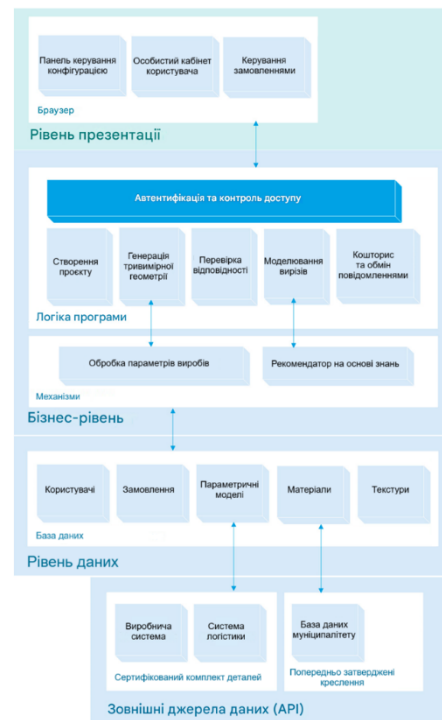 Панель керування
конфігурацією
Особистий кабінет
користувача
Керування
замовленнями
Браузер
Рівень презентації
Автентифікація та контроль доступу
Створення
проєкту
Генерація
тривимірної
геометрії
Перевірка
відповідності
Моделювання
вирізів
Кошторис
та обмін
повідомленнями
Логіка програми
Обробка параметрів виробів
Рекомендатор на основі знань
Механізми
Бізнес-рівень
Користувачі
Замовлення
Параметричні
моделі
Матеріали
Текстури
База даних
Рівень даних
Виробнича
система
Система
логістики
База даних
муніципалітету
Сертифікований комплект деталей
Попередньо затверджені
креслення
Зовнішні джерела даних (API)